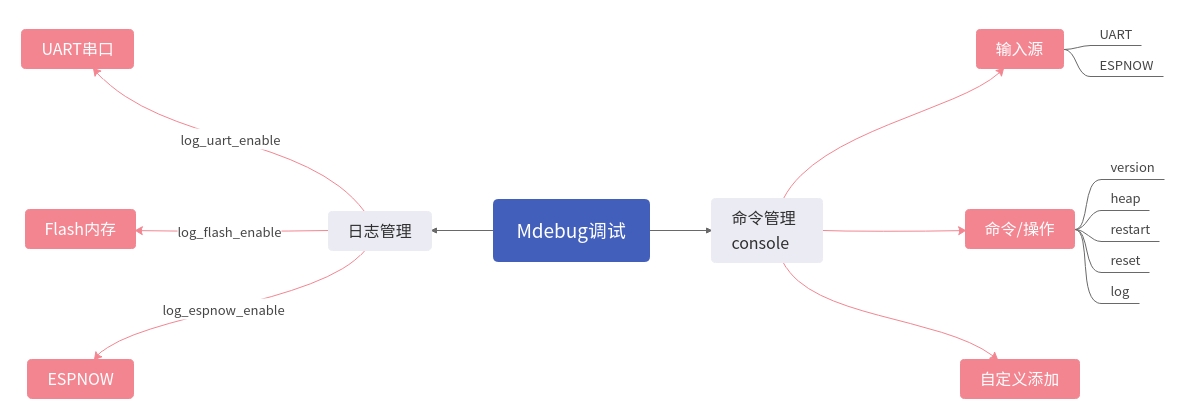 UART串口
log_uart_enable
Flash内存
log_flash_enable
日志管理
log_espnow_enable
ESPNOW
Mdebug调试
命令管理
console
输入源
UART
ESPNOW
命令/操作
version
heap
restart
reset
log
自定义添加